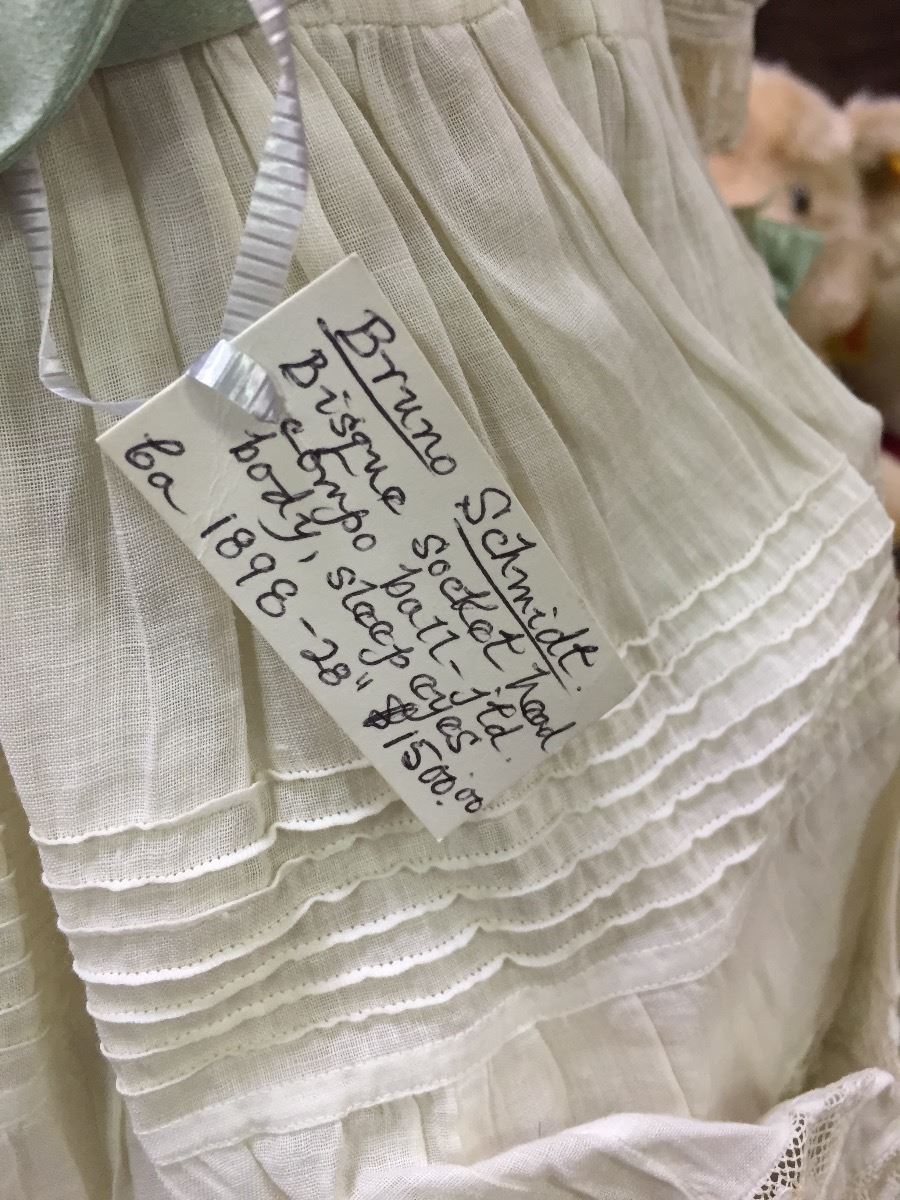 Bruno Schmidt.
Bisque socket head
compo ball-jtd.
body, sleep eyes.
Ca 1898 - 28" $1500.00